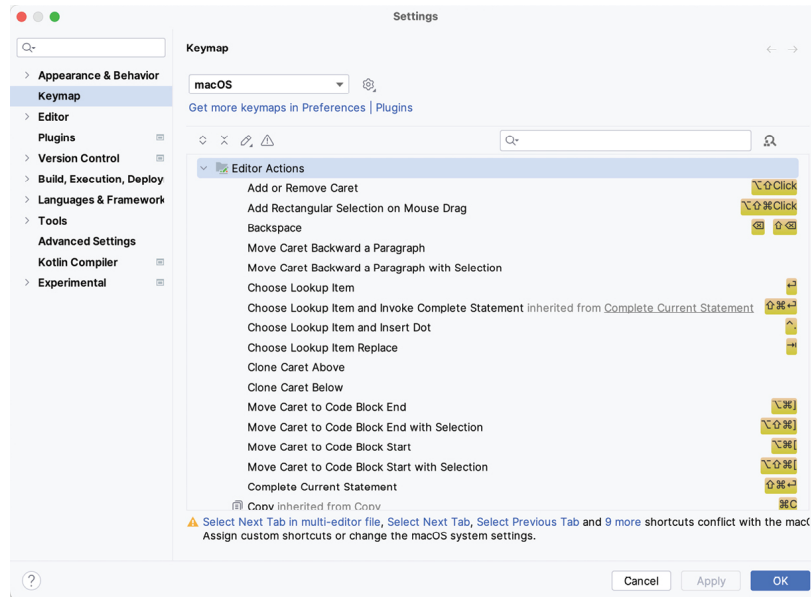 Settings
Keymap
Appearance & Behavior
Keymap
Editor
Plugins
Version Control
Build, Execution, Deploy
Languages & Framework
Tools
Advanced Settings
Kotlin Compiler
Experimental
macOS
Get more keymaps in Preferences | Plugins
Editor Actions
Add or Remove Caret ⌥⇧Click
Add Rectangular Selection on Mouse Drag ⌥⇧⌘Click
Backspace ⌫ ⇧⌫
Move Caret Backward a Paragraph
Move Caret Backward a Paragraph with Selection
Choose Lookup Item ↩
Choose Lookup Item and Invoke Complete Statement inherited from Complete Current Statement ⇧⌘↩
Choose Lookup Item and Insert Dot ^.
Choose Lookup Item Replace ⇥
Clone Caret Above
Clone Caret Below
Move Caret to Code Block End ⌥⌘]
Move Caret to Code Block End with Selection ⌥⇧⌘]
Move Caret to Code Block Start ⌥⌘[
Move Caret to Code Block Start with Selection ⌥⇧⌘[
Complete Current Statement ⇧⌘↩
Copy inherited from Copy ⌘C
Select Next Tab in multi-editor file, Select Next Tab, Select Previous Tab and 9 more shortcuts conflict with the mac
Assign custom shortcuts or change the macOS system settings.
?
Cancel
Apply
OK